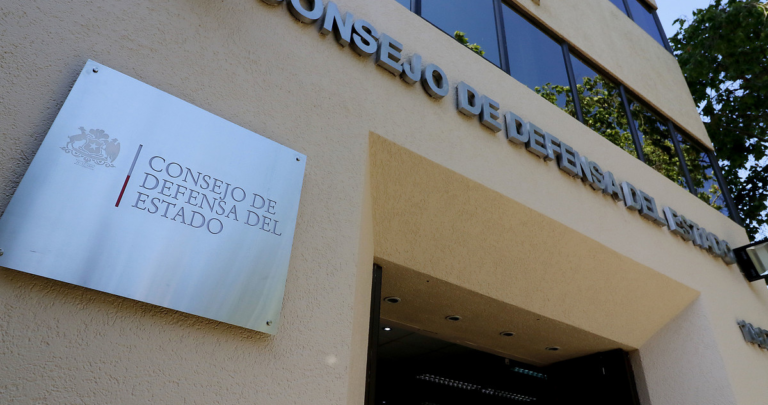 CONSEJO DE DEFENSA DEL ESTADO
CONSEJO DE
DEFENSA DEL
ESTADO